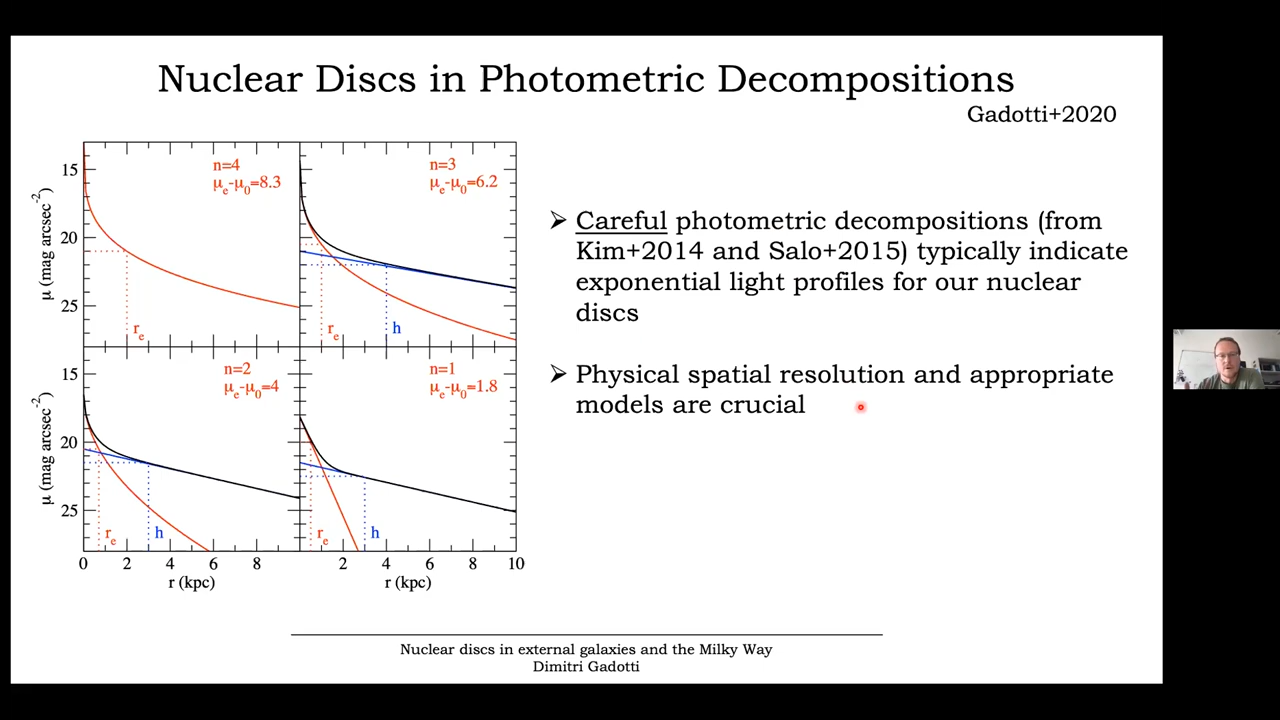 Nuclear Discs in Photometric Decompositions
Gadotti+2020
n=4
μe-μ0=8.3
n=3
μe-μ0=6.2
15
20
25
μ (mag arcsec-2)
re
re
h
n=2
μe-μ0=4
n=1
μe-μ0=1.8
15
20
25
μ (mag arcsec-2)
re
h
re
h
0 2 4 6 8
2 4 6 8 10
r (kpc)
r (kpc)
➢ Careful photometric decompositions (from
Kim+2014 and Salo+2015) typically indicate
exponential light profiles for our nuclear
discs
➢ Physical spatial resolution and appropriate
models are crucial
Nuclear discs in external galaxies and the Milky Way
Dimitri Gadotti